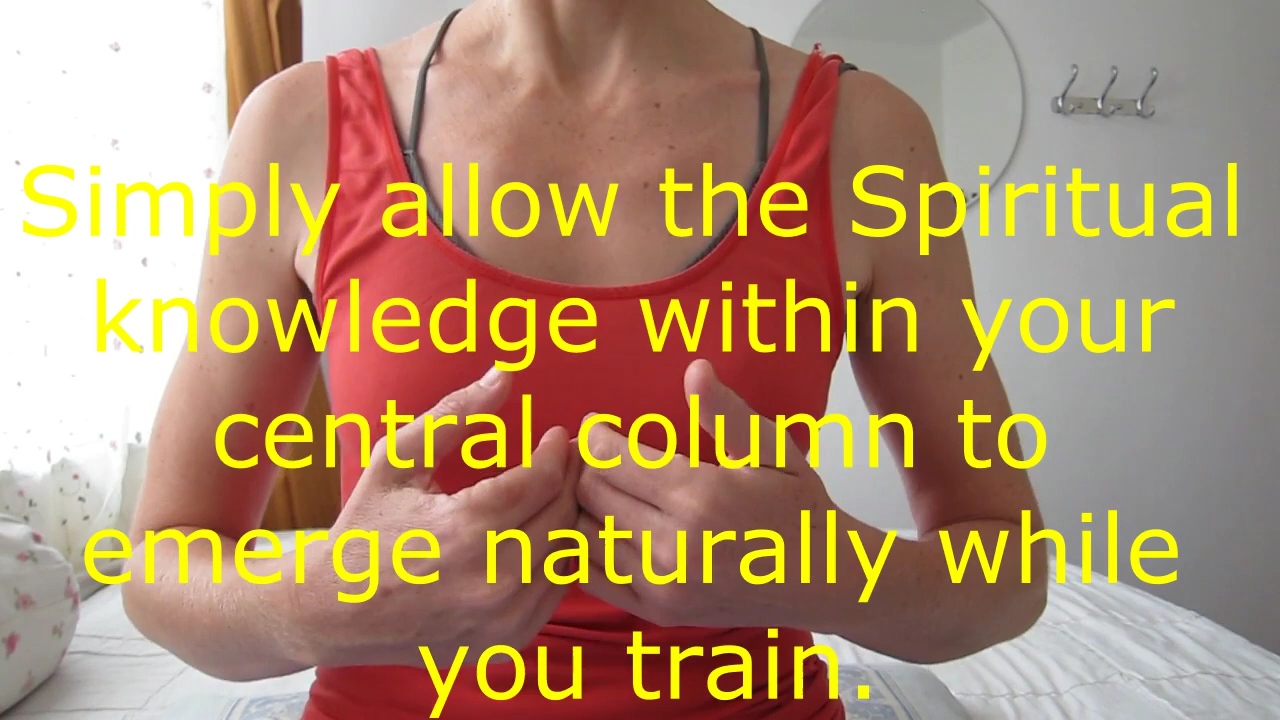 Simply allow the Spiritual
knowledge within your
central column to
emerge naturally while
you train.